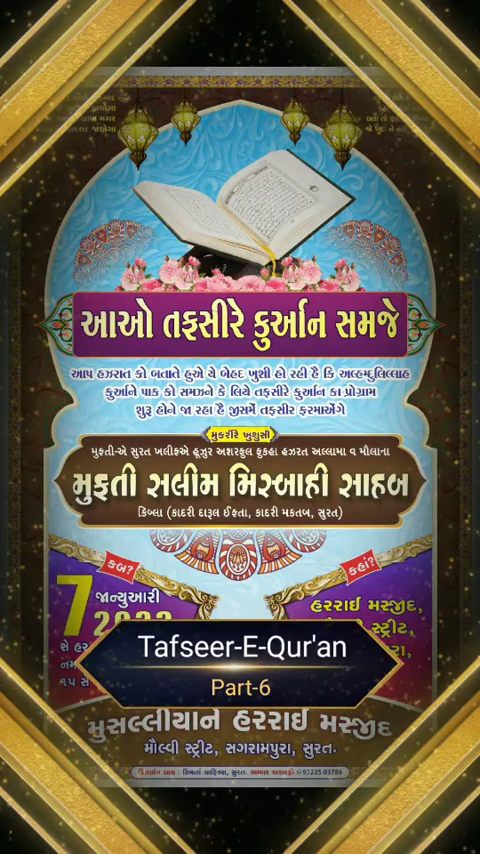 આઓ તફસીરે કુર્આન સમજે
આપ હઝરાત કો બતાતે હુએ યે બેહદ ખુશી હો રહી હૈ કિ અલ્હમ્દુલિલ્લાહ
કુર્આને પાક કો સમઝને કે લિયે તફસીરે કુર્આન કા પ્રોગ્રામ
શુરૂ હોને જા રહા હૈ જીસમેં તફસીર ફરમાએંગે
મુકર્રિરે ખુશુસી
મુફતી-એ સુરત ખલીફએ હુઝુર અશરફુલ ફુકહા હઝરત અલ્લામા વ મૌલાના
મુફતી સલીમ મિસ્બાહી સાહબ
કિબ્લા (કાદરી દારૂલ ઈફતા, કાદરી મકતબ, સુરત)
કબ?
કહાં?
7 જાન્યુઆરી
હરરાઈ મસ્જીદ,
સ્ટ્રીટ,
Tafseer-E-Qur'an
Part-6
મુસલ્લીયાને હરરાઈ મસ્જીદ
મૌલ્વી સ્ટ્રીટ, સગરામપુરા, સુરત.